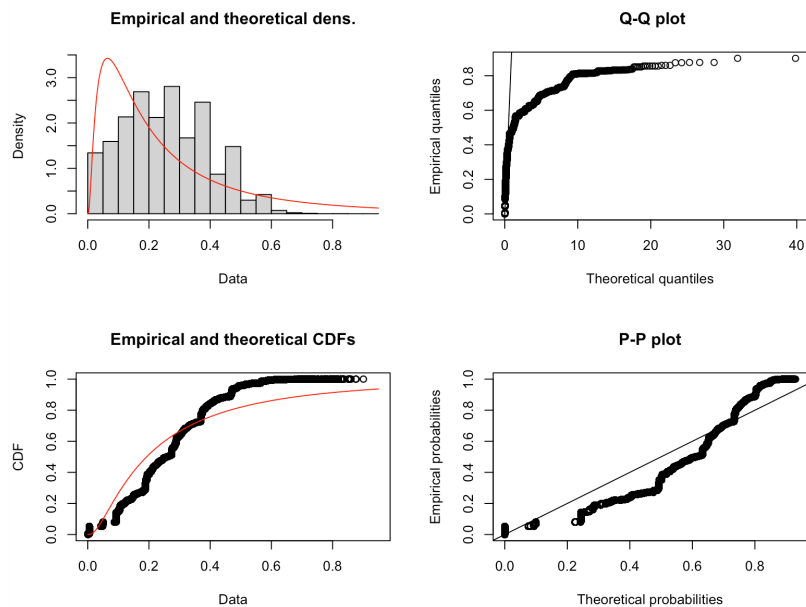 Empirical and theoretical dens.
Density
0.0 1.0 2.0 3.0
0.0 0.2 0.4 0.6 0.8
Data
Q-Q plot
Empirical quantiles
0.0 0.2 0.4 0.6 0.8
0 10 20 30 40
Theoretical quantiles
Empirical and theoretical CDFs
CDF
0.0 0.2 0.4 0.6 0.8 1.0
0.0 0.2 0.4 0.6 0.8
Data
P-P plot
Empirical probabilities
0.0 0.2 0.4 0.6 0.8 1.0
0.0 0.2 0.4 0.6 0.8
Theoretical probabilities